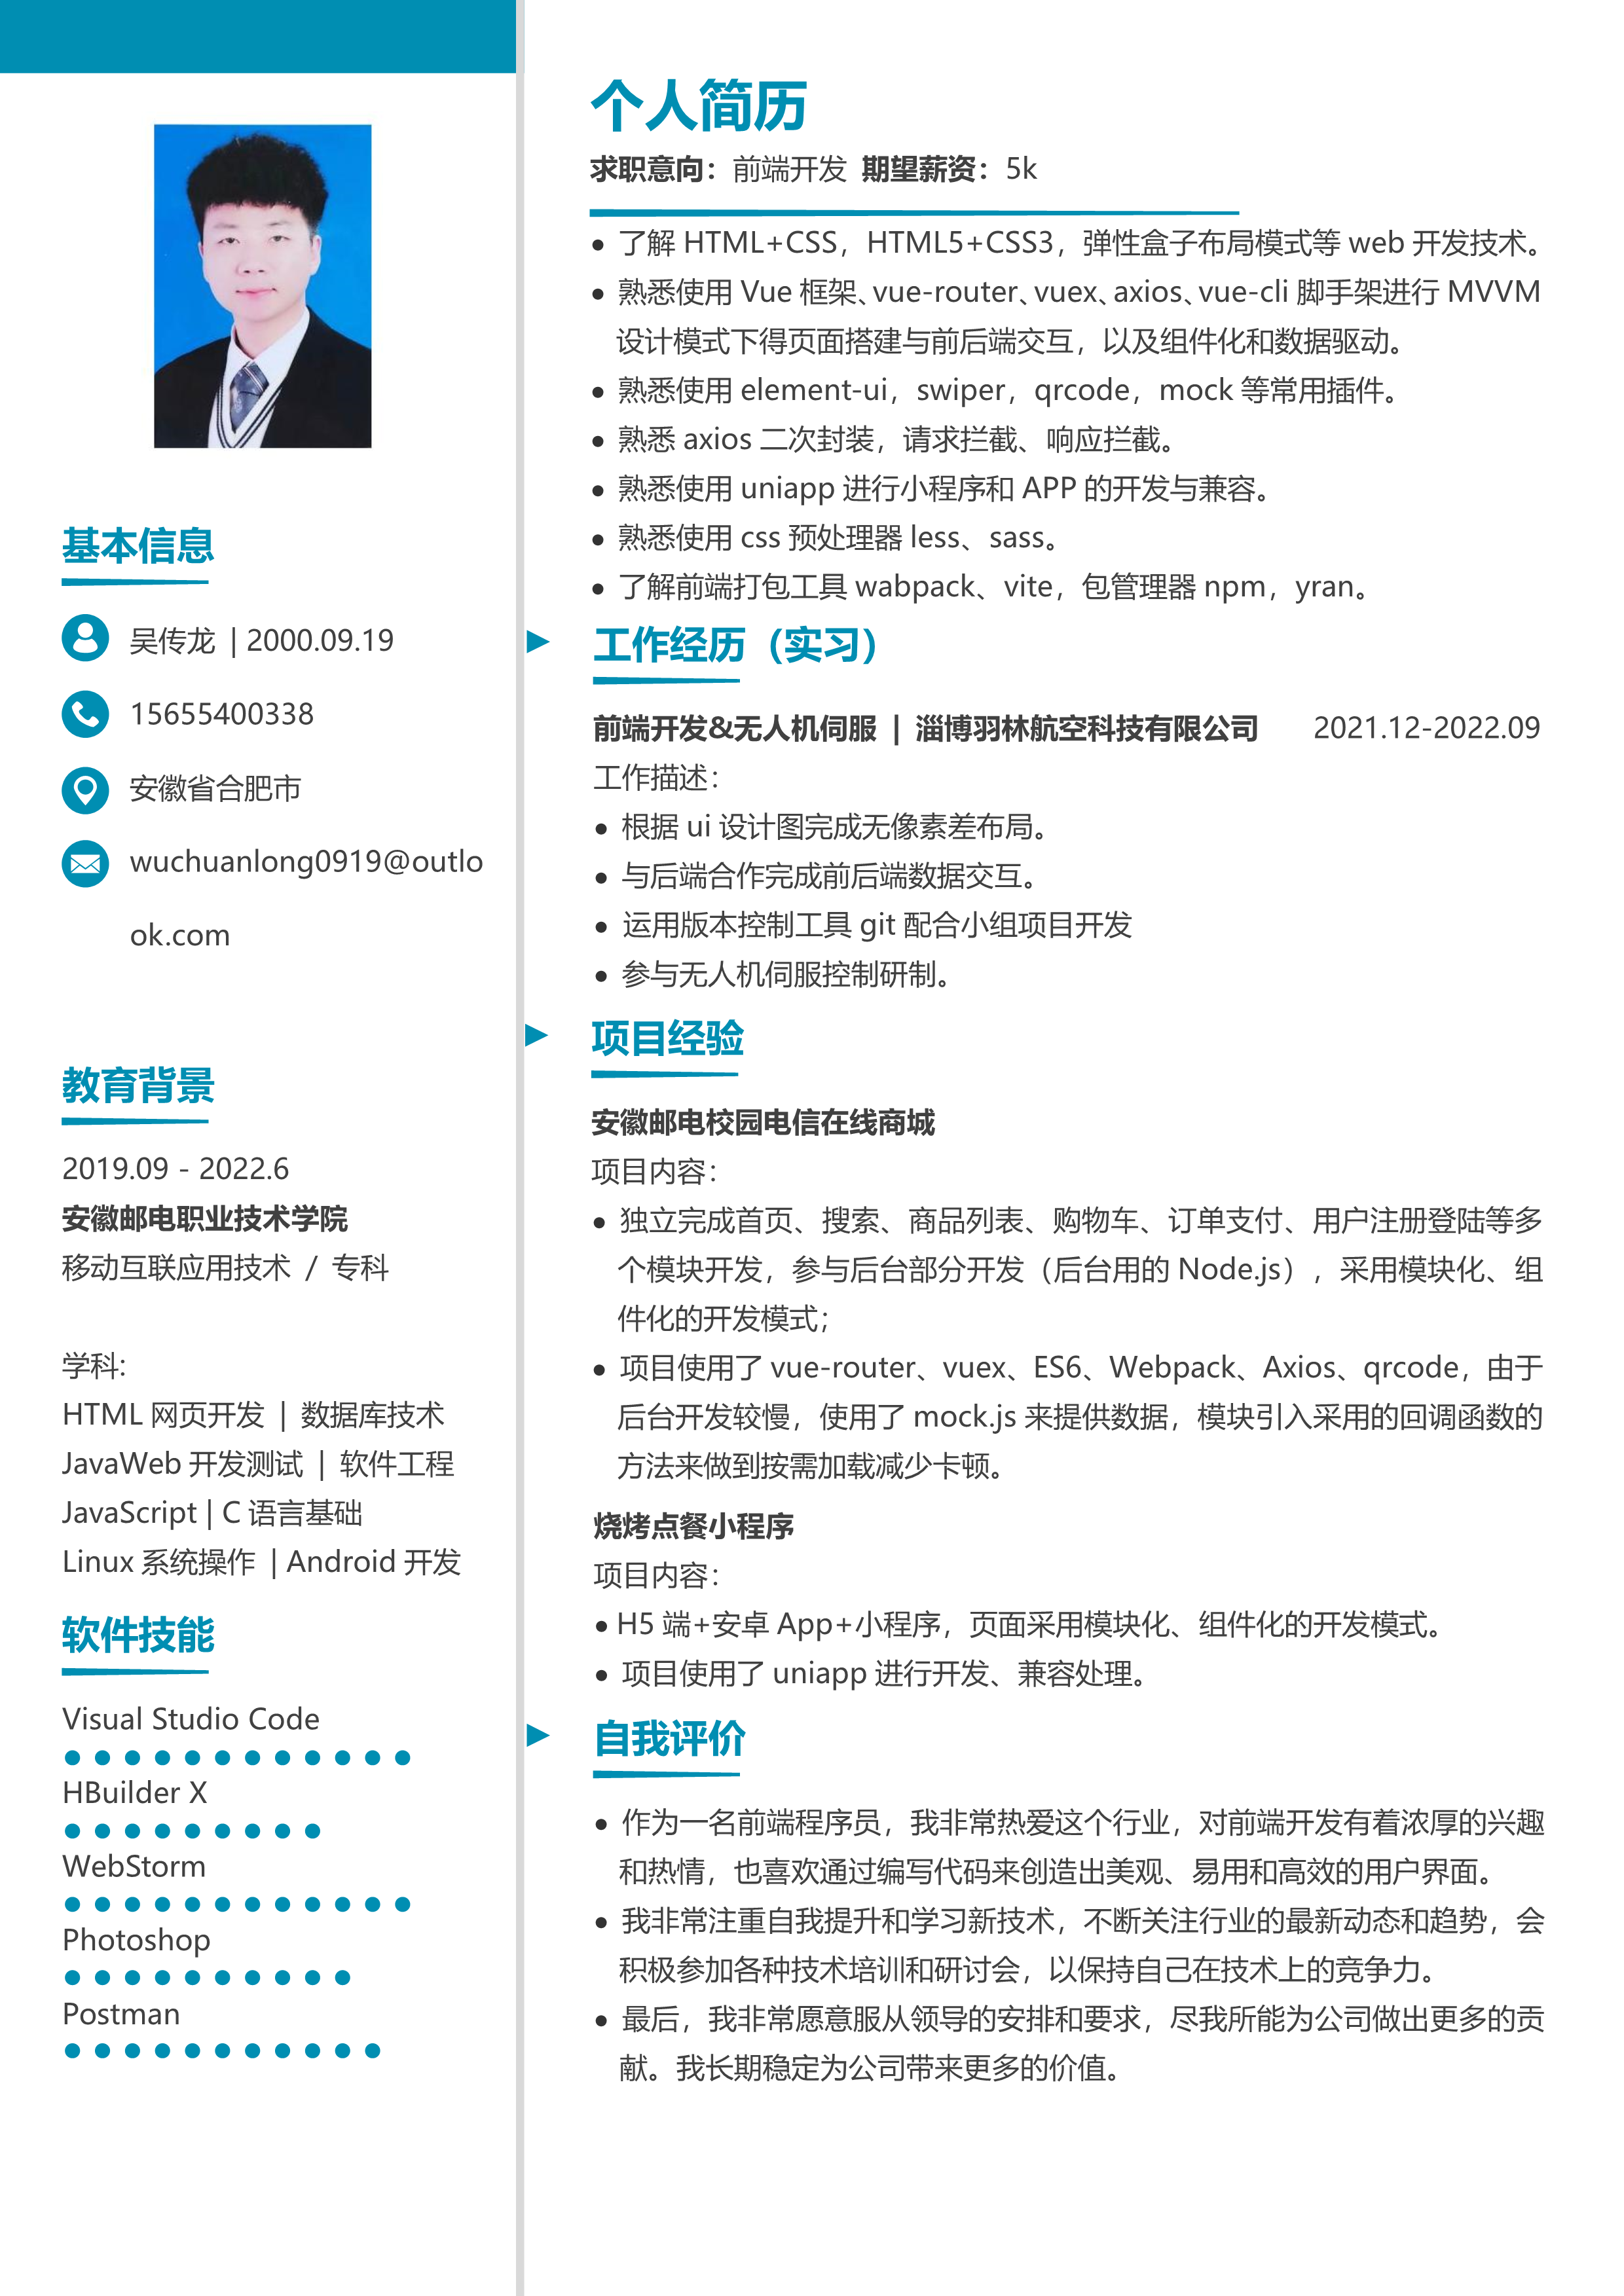 个人简历
求职意向：前端开发 期望薪资：5k
● 了解 HTML+CSS，HTML5+CSS3，弹性盒子布局模式等 web 开发技术。
● 熟悉使用 Vue 框架、vue-router、vuex、axios、vue-cli 脚手架进行 MVVM
设计模式下得页面搭建与前后端交互，以及组件化和数据驱动。
● 熟悉使用 element-ui，swiper，qrcode，mock 等常用插件。
● 熟悉 axios 二次封装，请求拦截、响应拦截。
● 熟悉使用 uniapp 进行小程序和 APP 的开发与兼容。
● 熟悉使用 css 预处理器 less、sass。
● 了解前端打包工具 wabpack、vite，包管理器 npm，yran。
基本信息
吴传龙 | 2000.09.19
15655400338
安徽省合肥市
wuchuanlong0919@outlo
ok.com
教育背景
2019.09 - 2022.6
安徽邮电职业技术学院
移动互联应用技术 / 专科
学科:
HTML 网页开发 | 数据库技术
JavaWeb 开发测试 | 软件工程
JavaScript | C 语言基础
Linux 系统操作 | Android 开发
软件技能
Visual Studio Code
HBuilder X
WebStorm
Photoshop
Postman
工作经历（实习）
前端开发&无人机伺服 | 淄博羽林航空科技有限公司 2021.12-2022.09
工作描述：
● 根据 ui 设计图完成无像素差布局。
● 与后端合作完成前后端数据交互。
● 运用版本控制工具 git 配合小组项目开发
● 参与无人机伺服控制研制。
项目经验
安徽邮电校园电信在线商城
项目内容：
● 独立完成首页、搜索、商品列表、购物车、订单支付、用户注册登陆等多
个模块开发，参与后台部分开发（后台用的 Node.js），采用模块化、组
件化的开发模式；
● 项目使用了 vue-router、vuex、ES6、Webpack、Axios、qrcode，由于
后台开发较慢，使用了 mock.js 来提供数据，模块引入采用的回调函数的
方法来做到按需加载减少卡顿。
烧烤点餐小程序
项目内容：
● H5 端+安卓 App+小程序，页面采用模块化、组件化的开发模式。
● 项目使用了 uniapp 进行开发、兼容处理。
自我评价
● 作为一名前端程序员，我非常热爱这个行业，对前端开发有着浓厚的兴趣
和热情，也喜欢通过编写代码来创造出美观、易用和高效的用户界面。
● 我非常注重自我提升和学习新技术，不断关注行业的最新动态和趋势，会
积极参加各种技术培训和研讨会，以保持自己在技术上的竞争力。
● 最后，我非常愿意服从领导的安排和要求，尽我所能为公司做出更多的贡
献。我长期稳定为公司带来更多的价值。